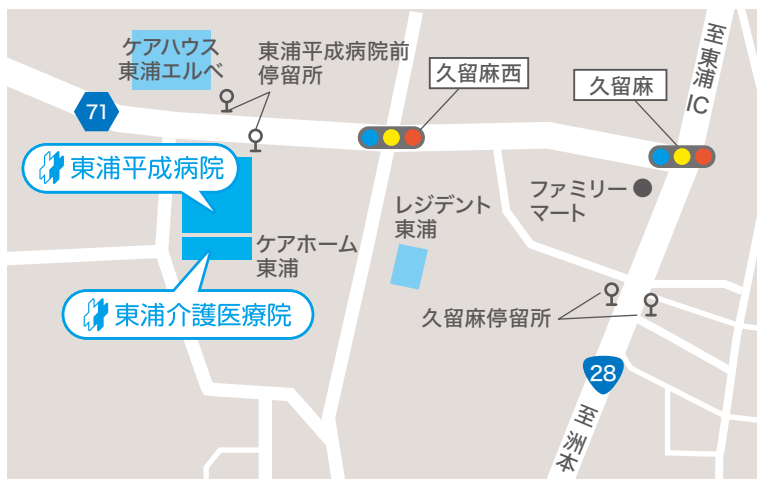 ケアハウス
東浦エルベ
東浦平成病院前
停留所
久留麻西
久留麻
至東浦IC
71
東浦平成病院
レジデント
東浦
ファミリー
マート
ケアホーム
東浦
東浦介護医療院
久留麻停留所
28
至洲本